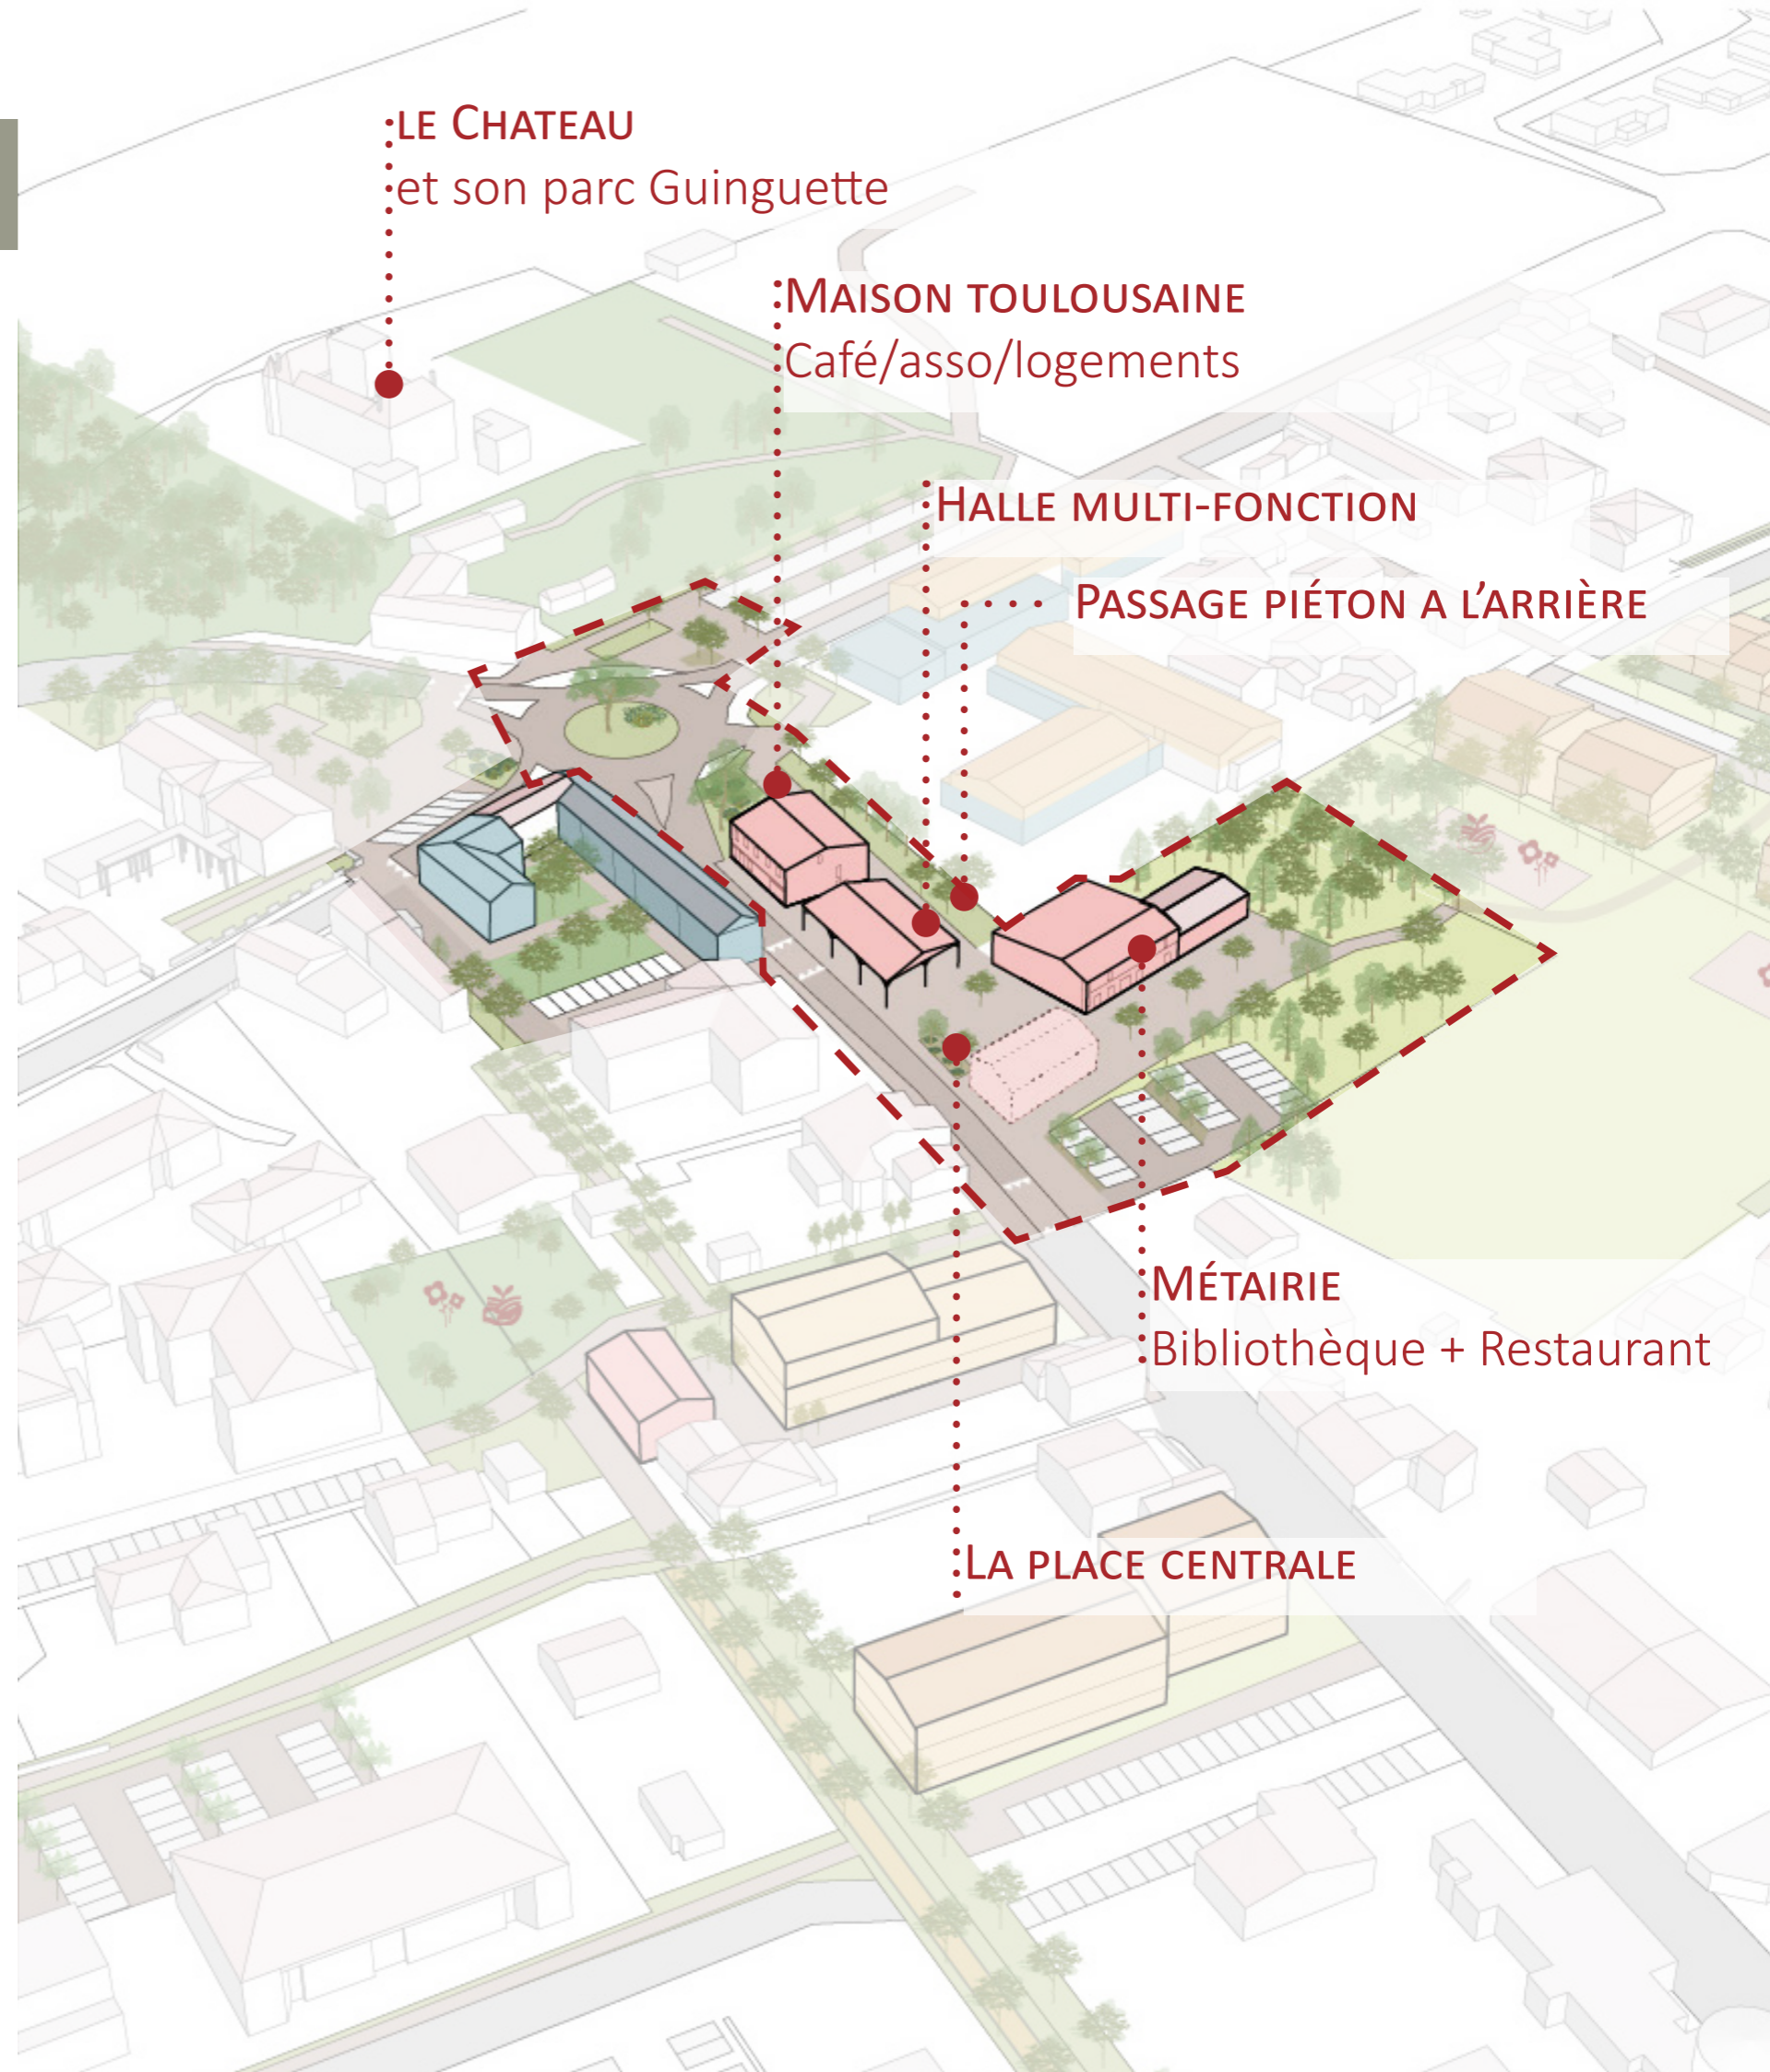 LE CHATEAU
et son parc Guinguette
MAISON TOULOUSAINE
Café/asso/logements
HALLE MULTI-FONCTION
PASSAGE PIÉTON A L'ARRIÈRE
MÉTAIRIE
Bibliothèque + Restaurant
LA PLACE CENTRALE